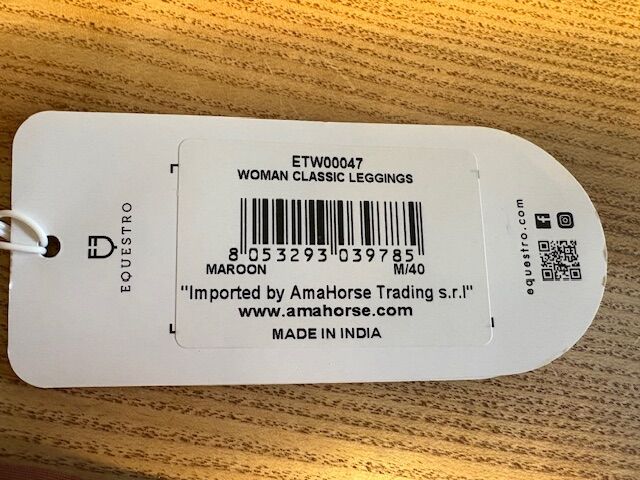 ETW00047
WOMAN CLASSIC LEGGINGS
8 053293 039785
MAROON M/40
"Imported by AmaHorse Trading s.r.l"
www.amahorse.com
MADE IN INDIA
EQUESTRO
equestro.com